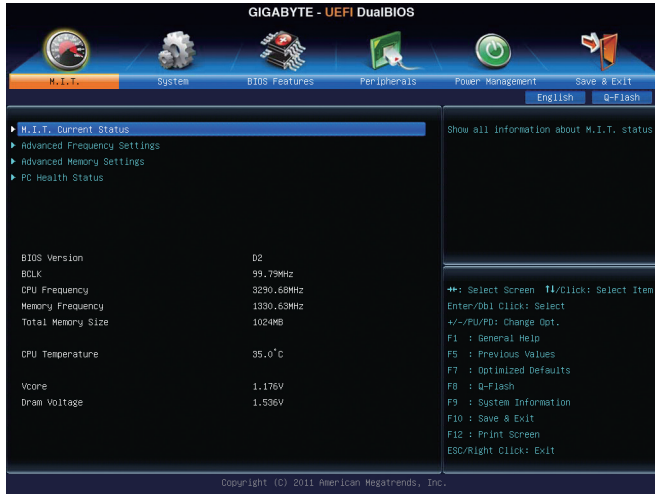 GIGABYTE - UEFI DualBIOS
M.I.T.
System
BIOS Features
Peripherals
Power Management
Save & Exit
English
Q-Flash
M.I.T. Current Status
Advanced Frequency Settings
Advanced Memory Settings
PC Health Status
Show all information about M.I.T. status
BIOS Version D2
BCLK 99.79MHz
CPU Frequency 3290.68MHz
Memory Frequency 1330.63MHz
Total Memory Size 1024MB
CPU Temperature 35.0°C
Vcore 1.176V
Dram Voltage 1.536V
→←: Select Screen ↑↓/Click: Select Item
Enter/Dbl Click: Select
+/-/PU/PD: Change Opt.
F1 : General Help
F5 : Previous Values
F7 : Optimized Defaults
F8 : Q-Flash
F9 : System Information
F10 : Save & Exit
F12 : Print Screen
ESC/Right Click: Exit
Copyright (C) 2011 American Megatrends, Inc.